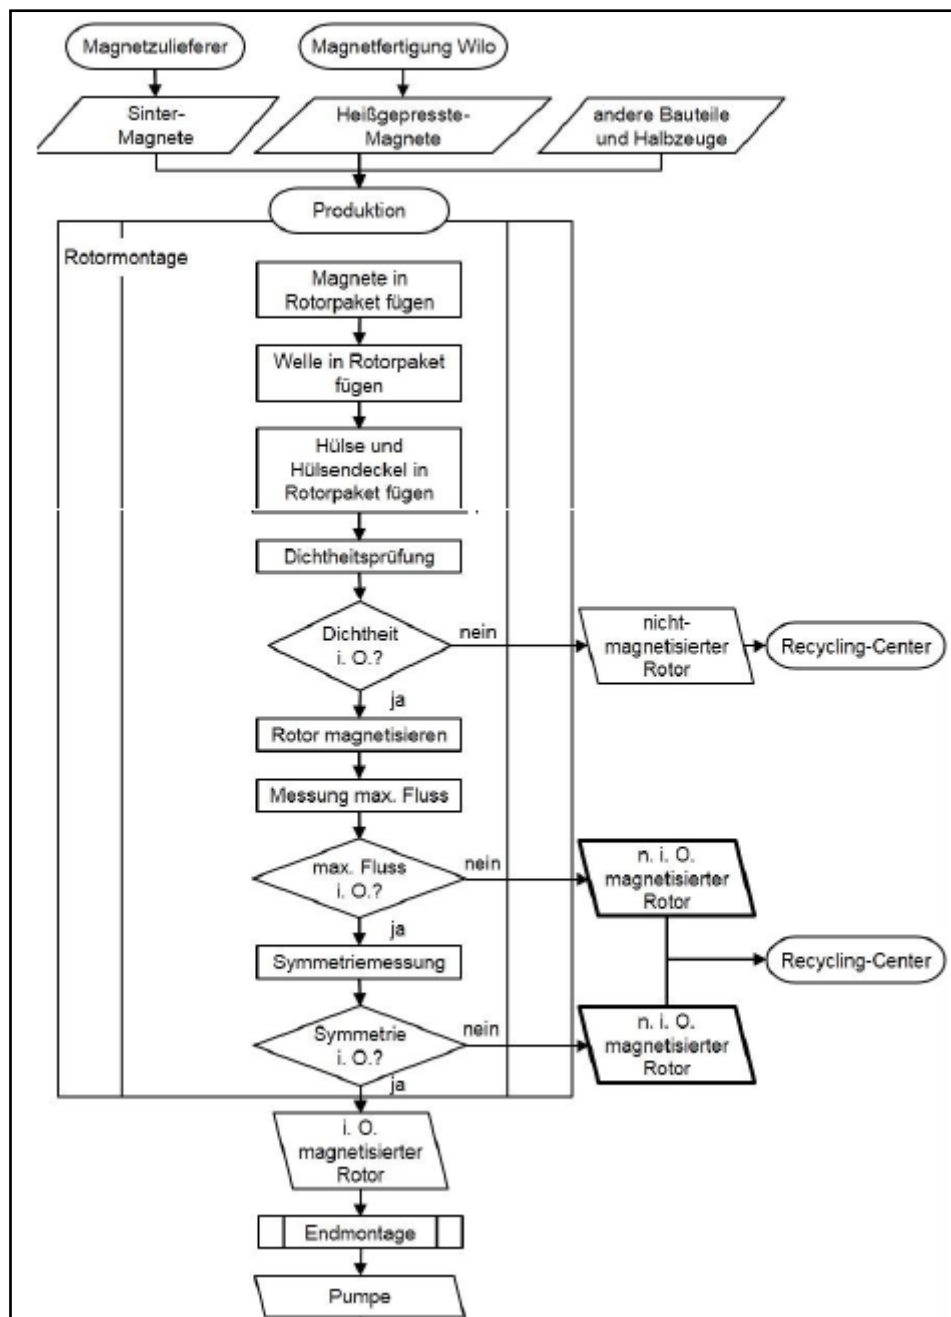 Magnetzulieferer
Magnetfertigung Wilo
Sinter-
Magnete
Heißgepresste-
Magnete
andere Bauteile
und Halbzeuge
Produktion
Rotormontage
Magnete in
Rotorpaket fügen
Welle in Rotorpaket
fügen
Hülse und
Hülsendeckel in
Rotorpaket fügen
Dichtheitsprüfung
Dichtheit
i. O.?
nein
nicht-
magnetisierter
Rotor
Recycling-Center
ja
Rotor magnetisieren
Messung max. Fluss
max. Fluss
i. O.?
nein
n. i. O.
magnetisierter
Rotor
ja
Symmetriemessung
Recycling-Center
Symmetrie
i. O.?
nein
n. i. O.
magnetisierter
Rotor
ja
i. O.
magnetisierter
Rotor
Endmontage
Pumpe